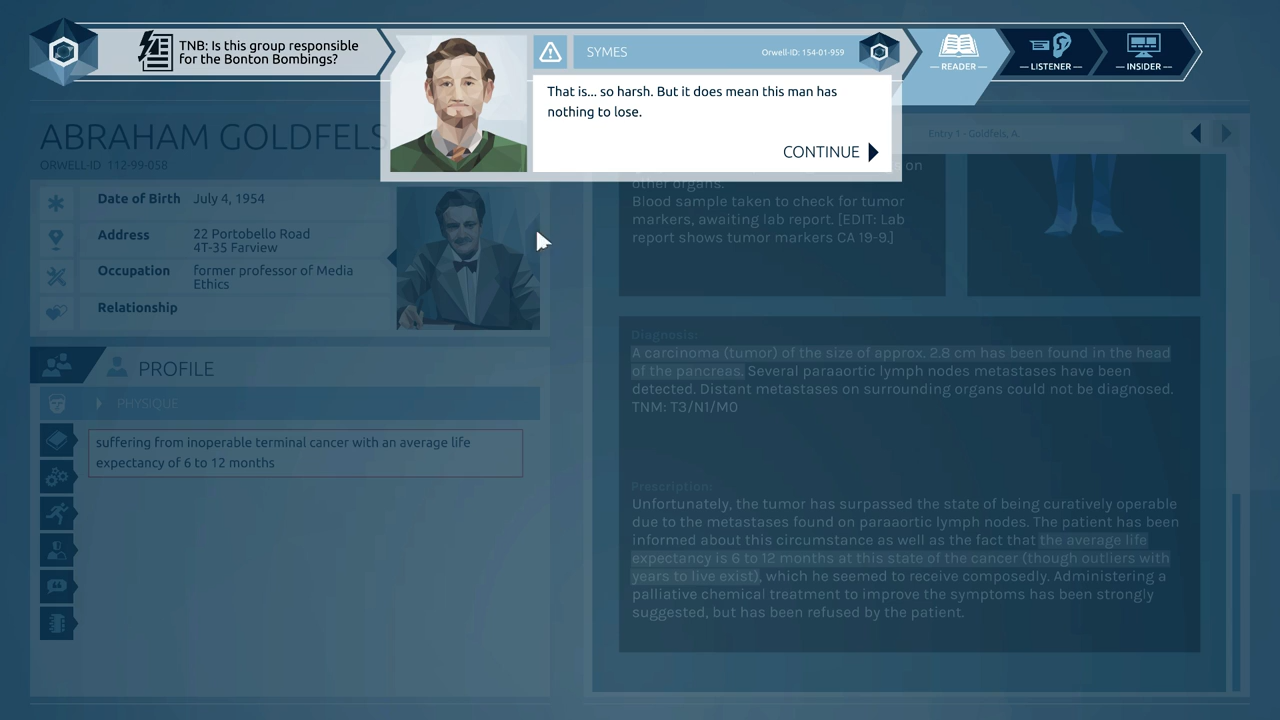 TNB: Is this group responsible
for the Bonton Bombings?
SYMES
Orwell-ID: 154-01-959
That is... so harsh. But it does mean this man has
nothing to lose.
CONTINUE
— READER —
— LISTENER —
— INSIDER —
ABRAHAM GOLDFELS
ORWELL-ID 112-99-058
Date of Birth July 4, 1954
Address 22 Portobello Road
4T-35 Farview
Occupation former professor of Media
Ethics
Relationship
PROFILE
PHYSIQUE
suffering from inoperable terminal cancer with an average life
expectancy of 6 to 12 months
Entry 1 - Goldfels, A.
on
other organs.
Blood sample taken to check for tumor
markers, awaiting lab report. [EDIT: Lab
report shows tumor markers CA 19-9.]
Diagnosis:
A carcinoma (tumor) of the size of approx. 2.8 cm has been found in the head
of the pancreas. Several paraaortic lymph nodes metastases have been
detected. Distant metastases on surrounding organs could not be diagnosed.
TNM: T3/N1/M0
Prescription:
Unfortunately, the tumor has surpassed the state of being curatively operable
due to the metastases found on paraaortic lymph nodes. The patient has been
informed about this circumstance as well as the fact that the average life
expectancy is 6 to 12 months at this state of the cancer (though outliers with
years to live exist), which he seemed to receive composedly. Administering a
palliative chemical treatment to improve the symptoms has been strongly
suggested, but has been refused by the patient.